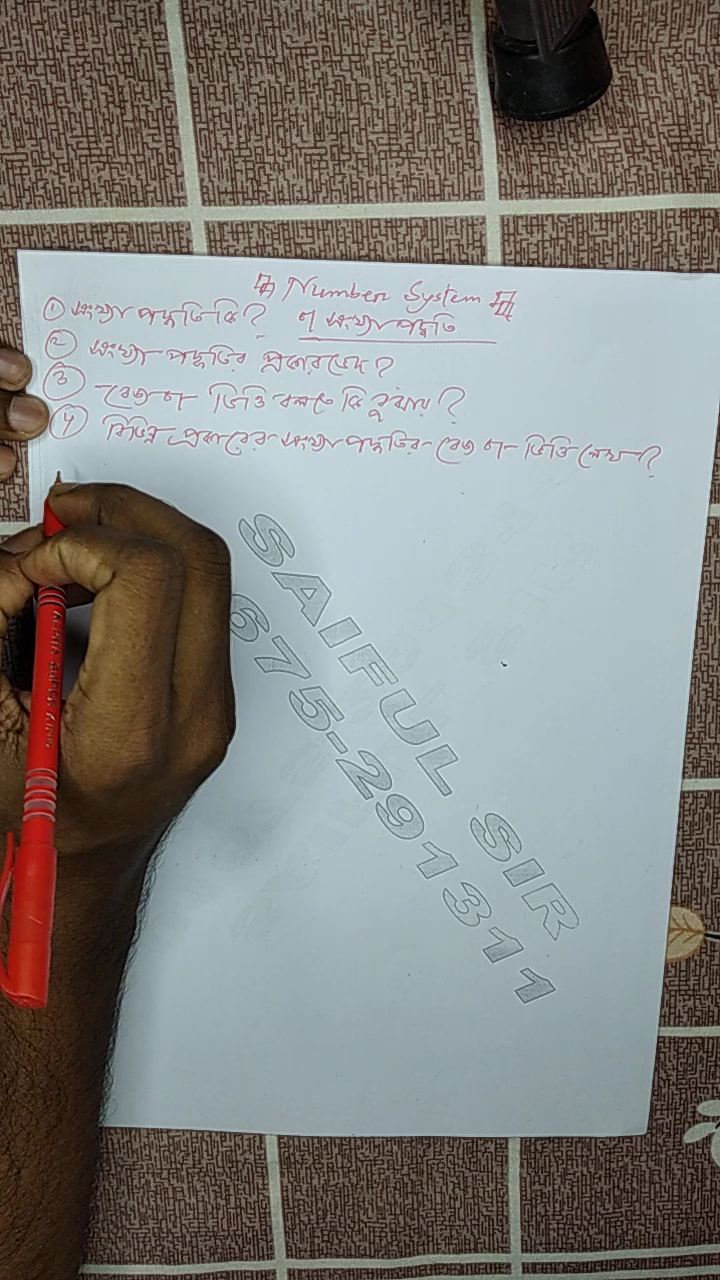 # Number System #
৭ সংখ্যা পদ্ধতি
① সংখ্যা পদ্ধতি কি?
② সংখ্যা পদ্ধতির প্রকারভেদ?
③ বেজ বা ভিত্তি বলতে কি বুঝায়?
④ বিভিন্ন প্রকারের সংখ্যা পদ্ধতির বেজ বা ভিত্তি লেখ?
SAIFUL SIR
675-291311